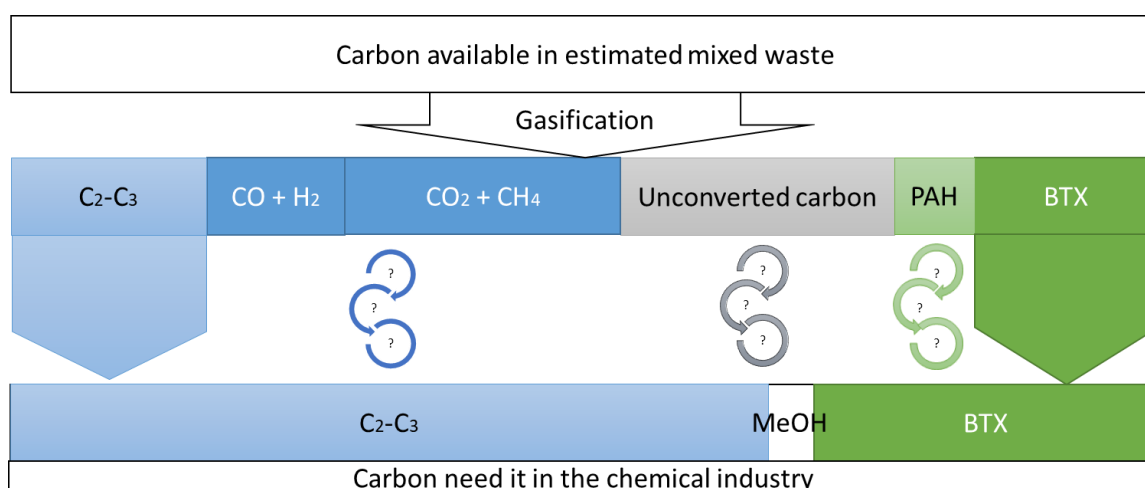 Carbon available in estimated mixed waste
Gasification
C₂-C₃ CO + H₂ CO₂ + CH₄ Unconverted carbon PAH BTX
? ? ?
? ? ?
? ? ?
C₂-C₃ MeOH BTX
Carbon need it in the chemical industry